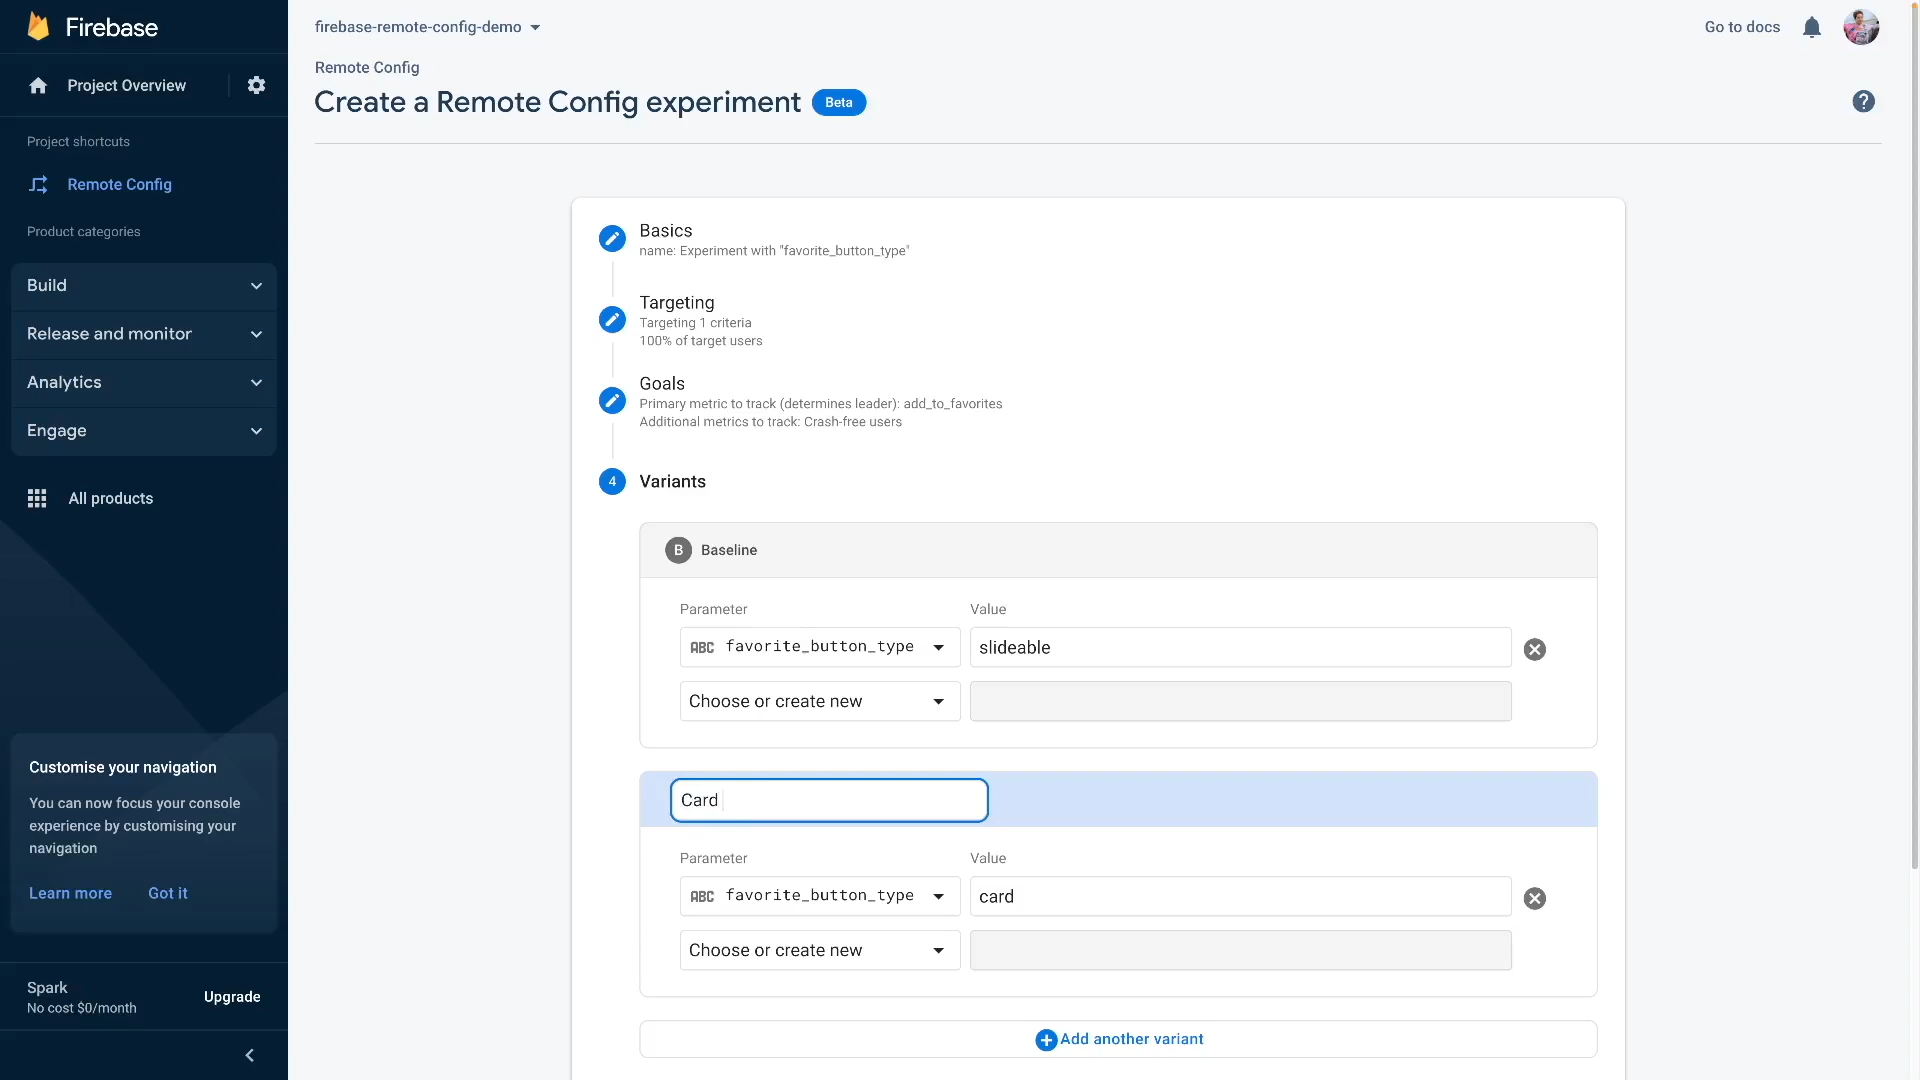 Firebase
Project Overview
Project shortcuts
Remote Config
Product categories
Build
Release and monitor
Analytics
Engage
All products
Customise your navigation
You can now focus your console
experience by customising your
navigation
Learn more Got it
Spark
No cost $0/month
Upgrade
firebase-remote-config-demo
Go to docs
Remote Config
Create a Remote Config experiment Beta
?
Basics
name: Experiment with "favorite_button_type"
Targeting
Targeting 1 criteria
100% of target users
Goals
Primary metric to track (determines leader): add_to_favorites
Additional metrics to track: Crash-free users
4 Variants
B Baseline
Parameter Value
ABC favorite_button_type slideable
Choose or create new
Card
Parameter Value
ABC favorite_button_type card
Choose or create new
Add another variant